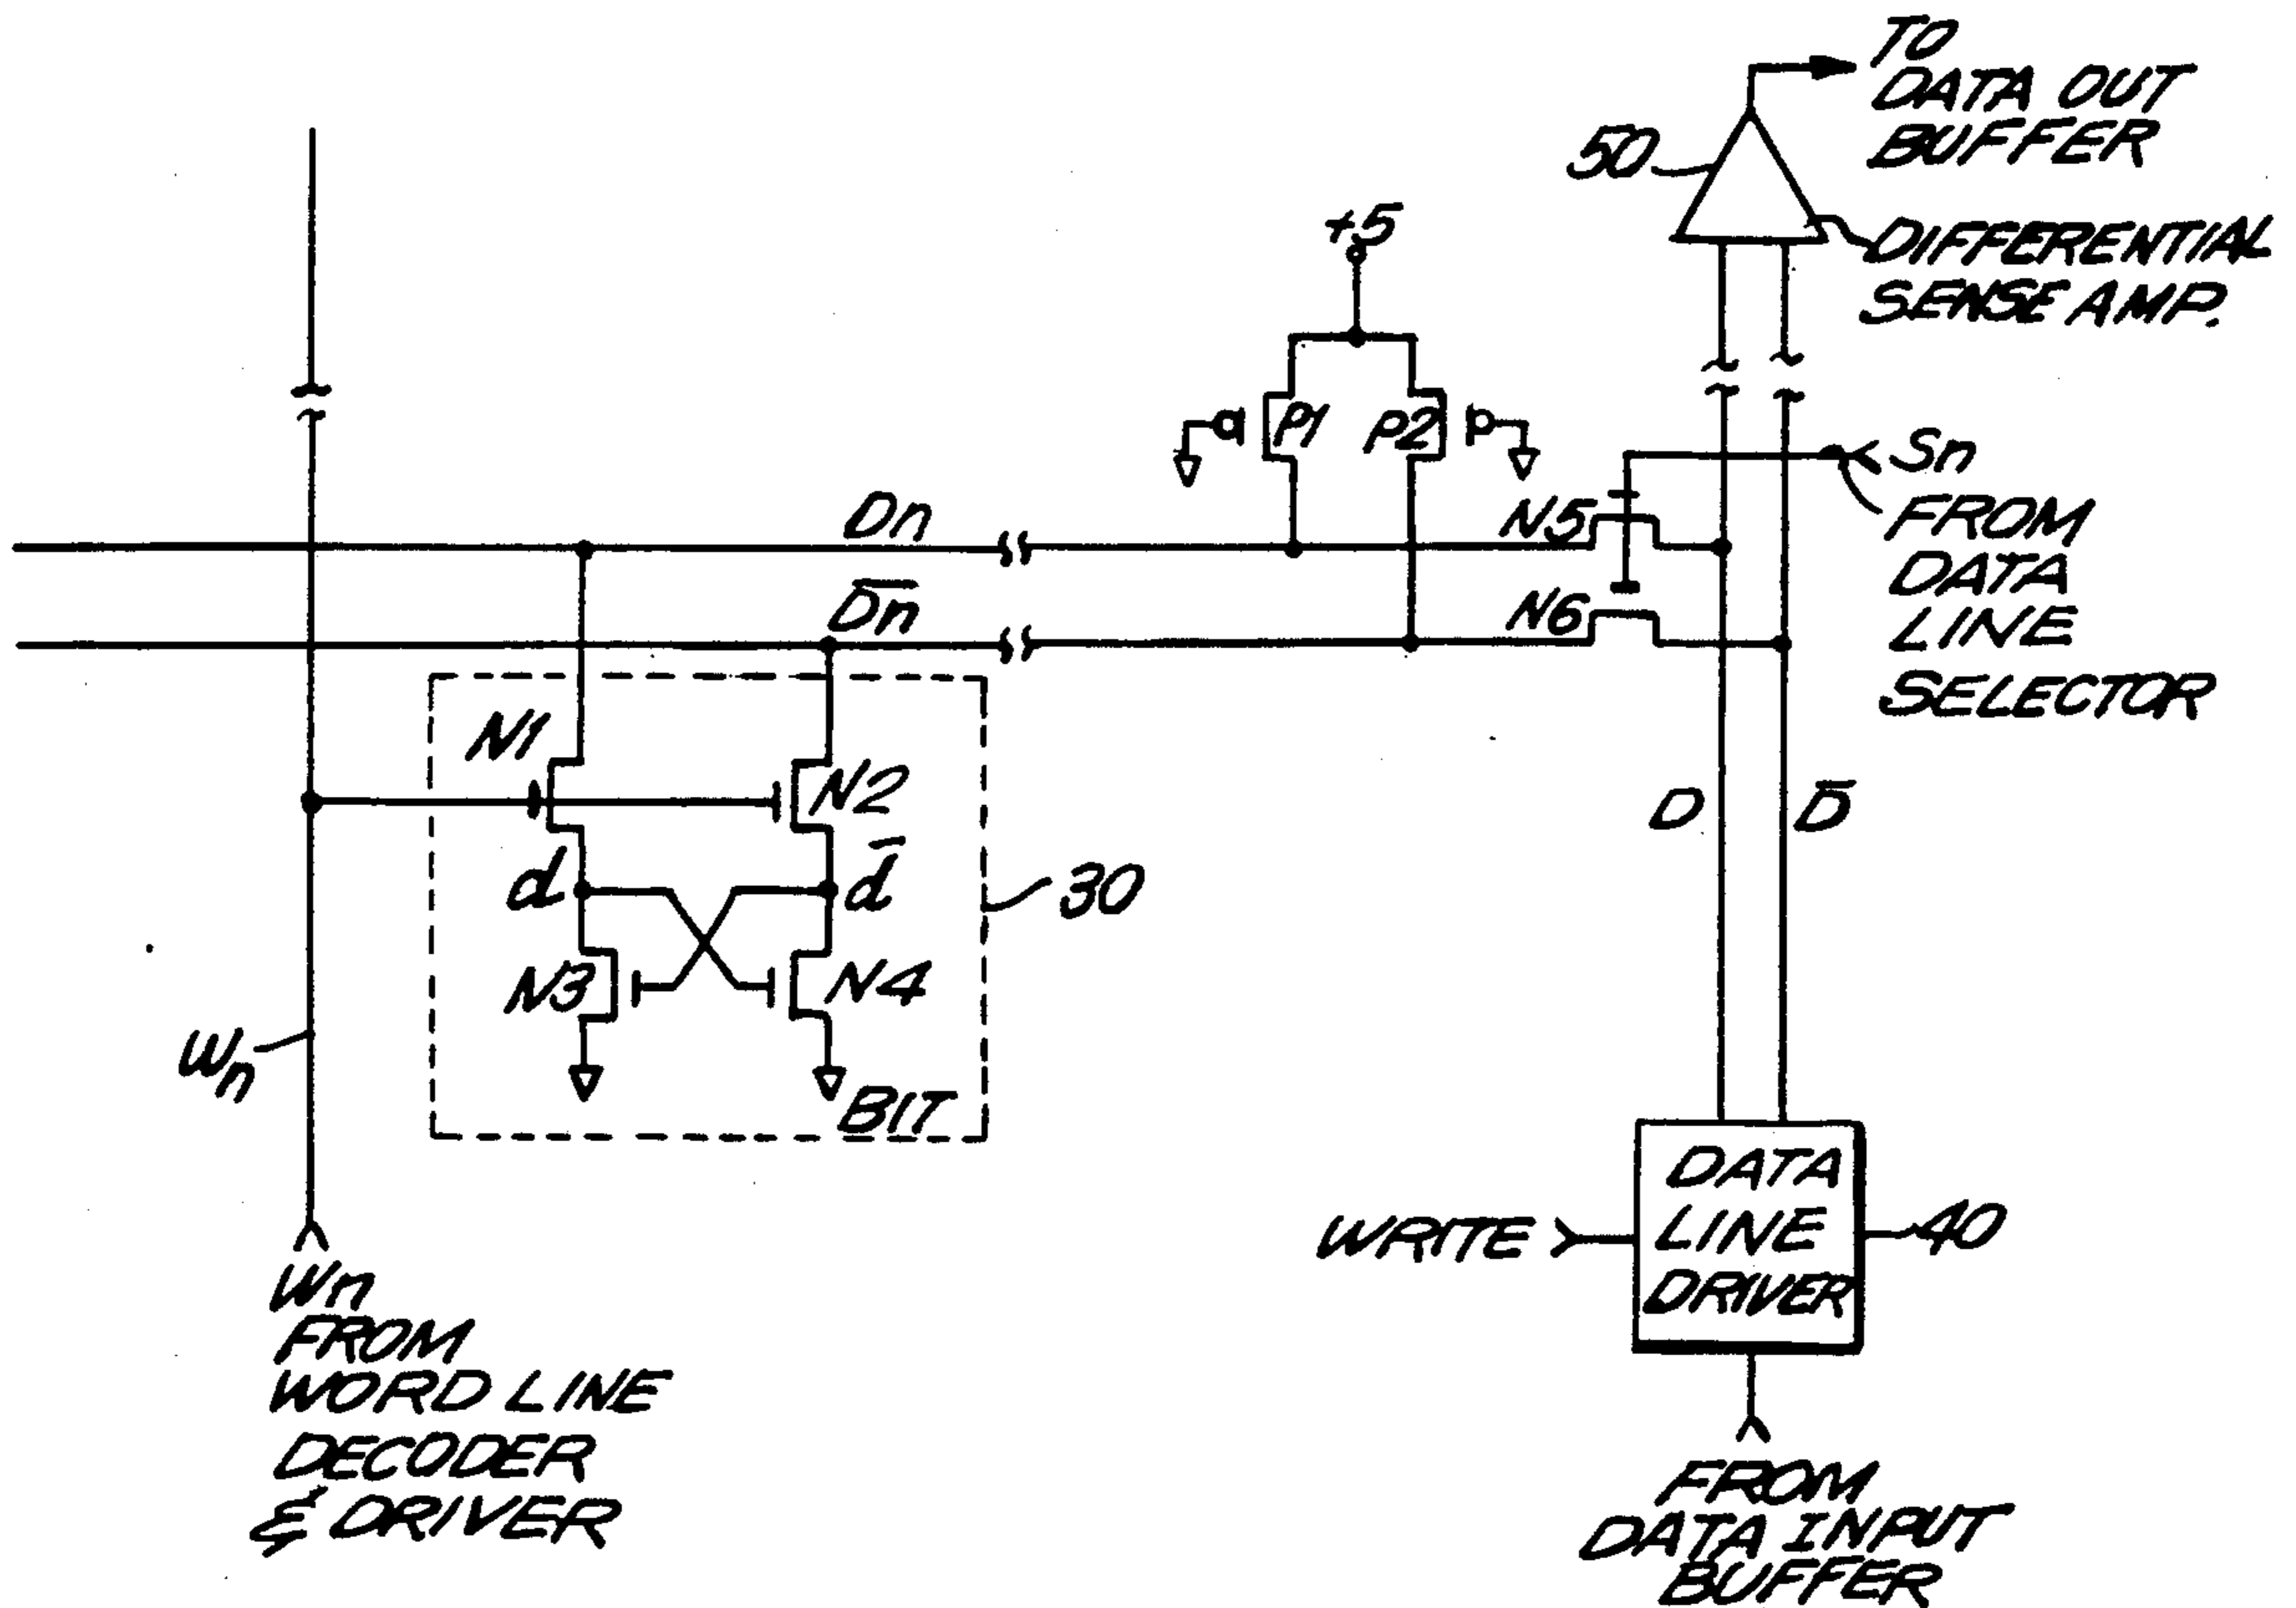 TO
DATA OUT
BUFFER
50
DIFFERENTIAL
SENSE AMP.
+5
P1
P2
Sn
FROM
DATA
LINE
SELECTOR
Dn
N5
D̅n̅
N6
N1
N2
D
D̅
d
d̅
30
N3
N4
Wn
BIT
DATA
LINE
DRIVER
WRITE
40
Wn
FROM
WORD LINE
DECODER
& DRIVER
FROM
DATA INPUT
BUFFER